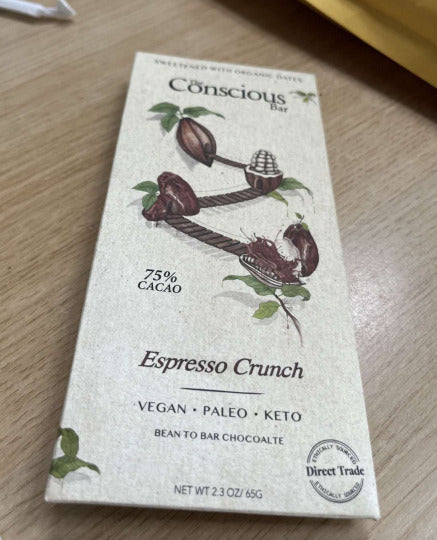 SWEETENED WITH ORGANIC DATES
The
Conscious
Bar
75%
CACAO
Espresso Crunch
VEGAN • PALEO • KETO
BEAN TO BAR CHOCOALTE
ETHICALLY SOURCED
Direct Trade
ETHICALLY SOURCED
NET WT 2.3 OZ/ 65G